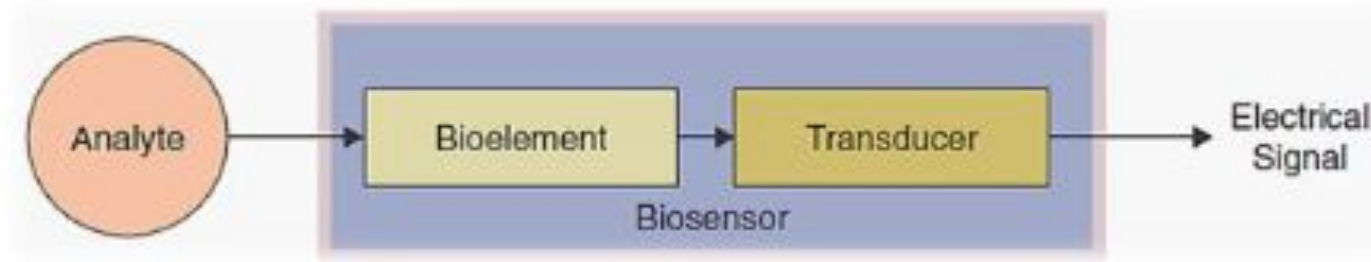 Analyte
Bioelement
Transducer
Electrical
Signal
Biosensor